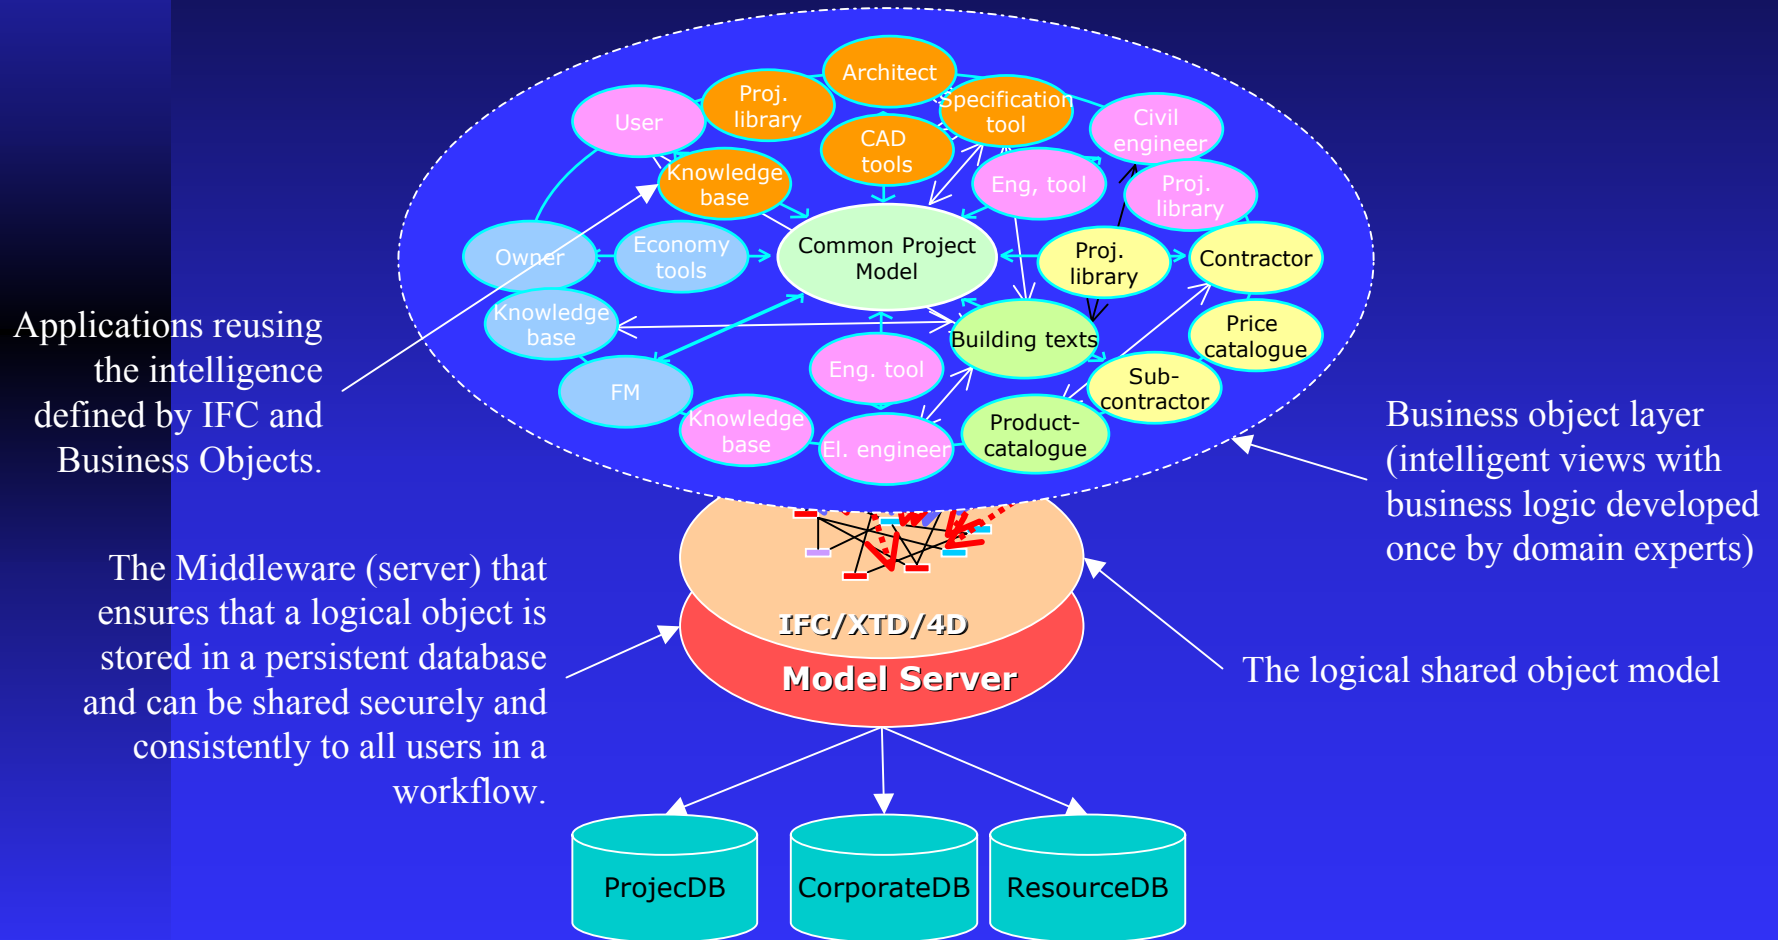 Architect
Proj.
library
Specification
tool
User
Civil
engineer
CAD
tools
Knowledge
base
Eng, tool
Proj.
library
Owner
Economy
tools
Common Project
Model
Proj.
library
Contractor
Knowledge
base
Building texts
Price
catalogue
Eng. tool
FM
Sub-
contractor
Knowledge
base
El. engineer
Product-
catalogue
Applications reusing
the intelligence
defined by IFC and
Business Objects.
Business object layer
(intelligent views with
business logic developed
once by domain experts)
The Middleware (server) that
ensures that a logical object is
stored in a persistent database
and can be shared securely and
consistently to all users in a
workflow.
IFC/XTD/4D
Model Server
The logical shared object model
ProjecDB
CorporateDB
ResourceDB